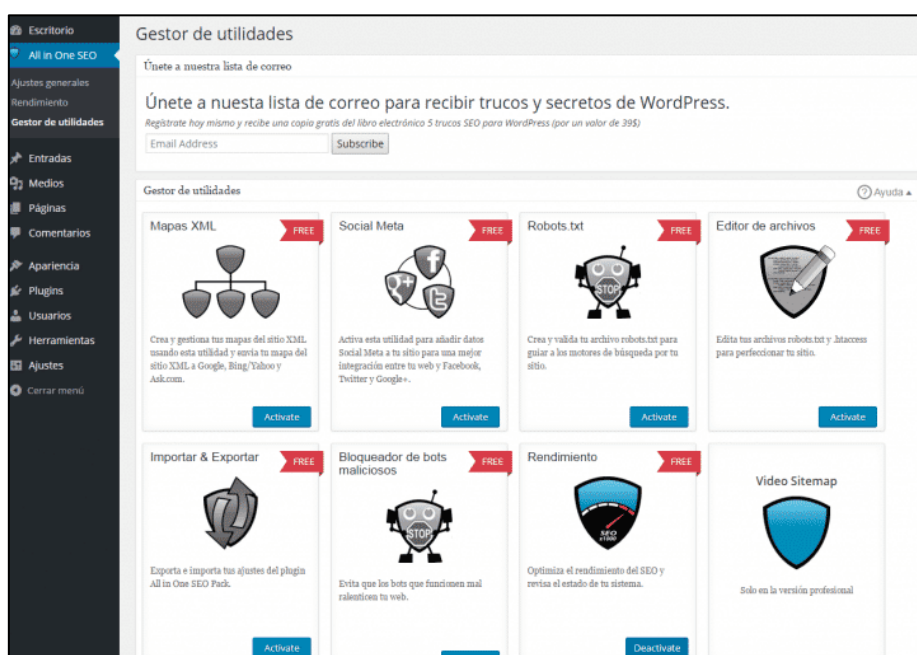 Escritorio
All in One SEO
Ajustes generales
Rendimiento
Gestor de utilidades
Entradas
Medios
Páginas
Comentarios
Apariencia
Plugins
Usuarios
Herramientas
Ajustes
Cerrar menú
Gestor de utilidades
Únete a nuestra lista de correo
Únete a nuesta lista de correo para recibir trucos y secretos de WordPress.
Regístrate hoy mismo y recibe una copia gratis del libro electrónico 5 trucos SEO para WordPress (por un valor de 39$)
Email Address
Subscribe
Gestor de utilidades
Ayuda
Mapas XML
FREE
Crea y gestiona tus mapas del sitio XML
usando esta utilidad y envia tu mapa del
sitio XML a Google, Bing/Yahoo y
Ask.com.
Activate
Social Meta
FREE
Activa esta utilidad para añadir datos
Social Meta a tu sitio para una mejor
integración entre tu web y Facebook,
Twitter y Google+.
Activate
Robots.txt
FREE
STOP
Crea y valida tu archivo robots.txt para
guiar a los motores de búsqueda por tu
sitio.
Activate
Editor de archivos
FREE
Edita tus archivos robots.txt y .htaccess
para perfeccionar tu sitio.
Activate
Importar & Exportar
FREE
Exporta e importa tus ajustes del plugin
All in One SEO Pack.
Activate
Bloqueador de bots
maliciosos
FREE
STOP
Evita que los bots que funcionen mal
ralenticen tu web.
Rendimiento
FREE
SEO
x1000
Optimiza el rendimiento del SEO y
revisa el estado de tu sistema.
Deactivate
Video Sitemap
Solo en la versión profesional